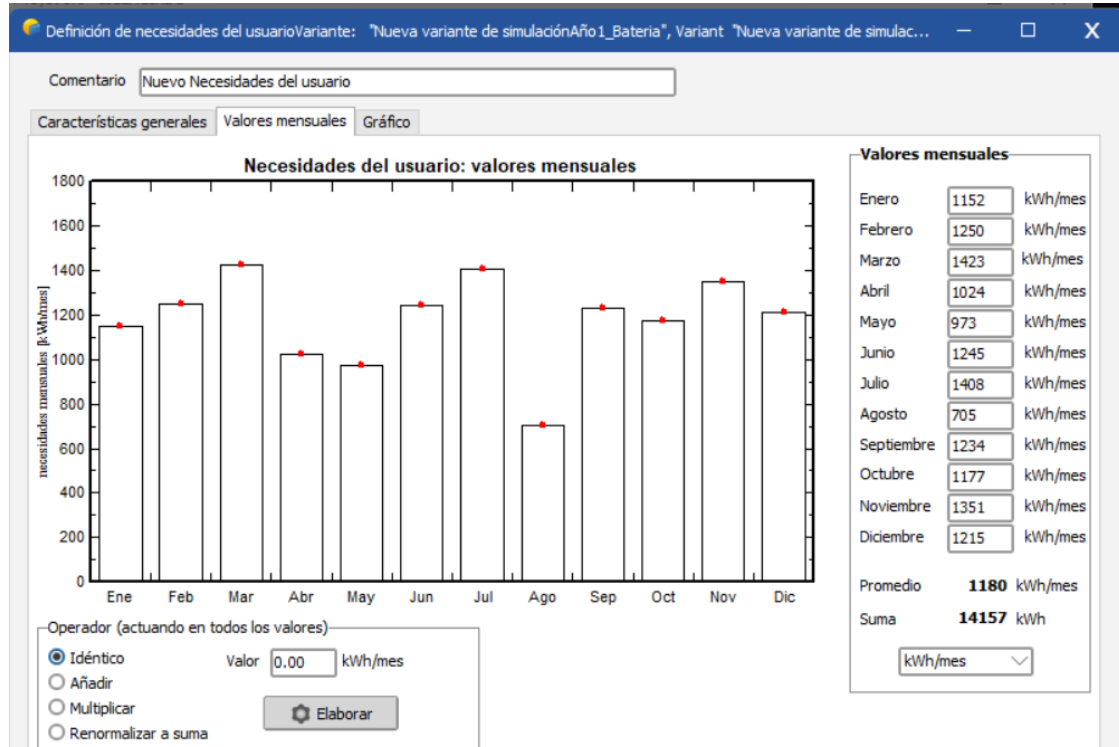 Definición de necesidades del usuarioVariante: "Nueva variante de simulaciónAño1_Bateria", Variant "Nueva variante de simulac...
Comentario Nuevo Necesidades del usuario
Características generales Valores mensuales Gráfico
Necesidades del usuario: valores mensuales
necesidades mensuales [kWh/mes]
1800
1600
1400
1200
1000
800
600
400
200
0
Ene Feb Mar Abr May Jun Jul Ago Sep Oct Nov Dic
Valores mensuales
Enero 1152 kWh/mes
Febrero 1250 kWh/mes
Marzo 1423 kWh/mes
Abril 1024 kWh/mes
Mayo 973 kWh/mes
Junio 1245 kWh/mes
Julio 1408 kWh/mes
Agosto 705 kWh/mes
Septiembre 1234 kWh/mes
Octubre 1177 kWh/mes
Noviembre 1351 kWh/mes
Diciembre 1215 kWh/mes
Promedio 1180 kWh/mes
Suma 14157 kWh
kWh/mes
Operador (actuando en todos los valores)
Idéntico Valor 0.00 kWh/mes
Añadir
Multiplicar Elaborar
Renormalizar a suma